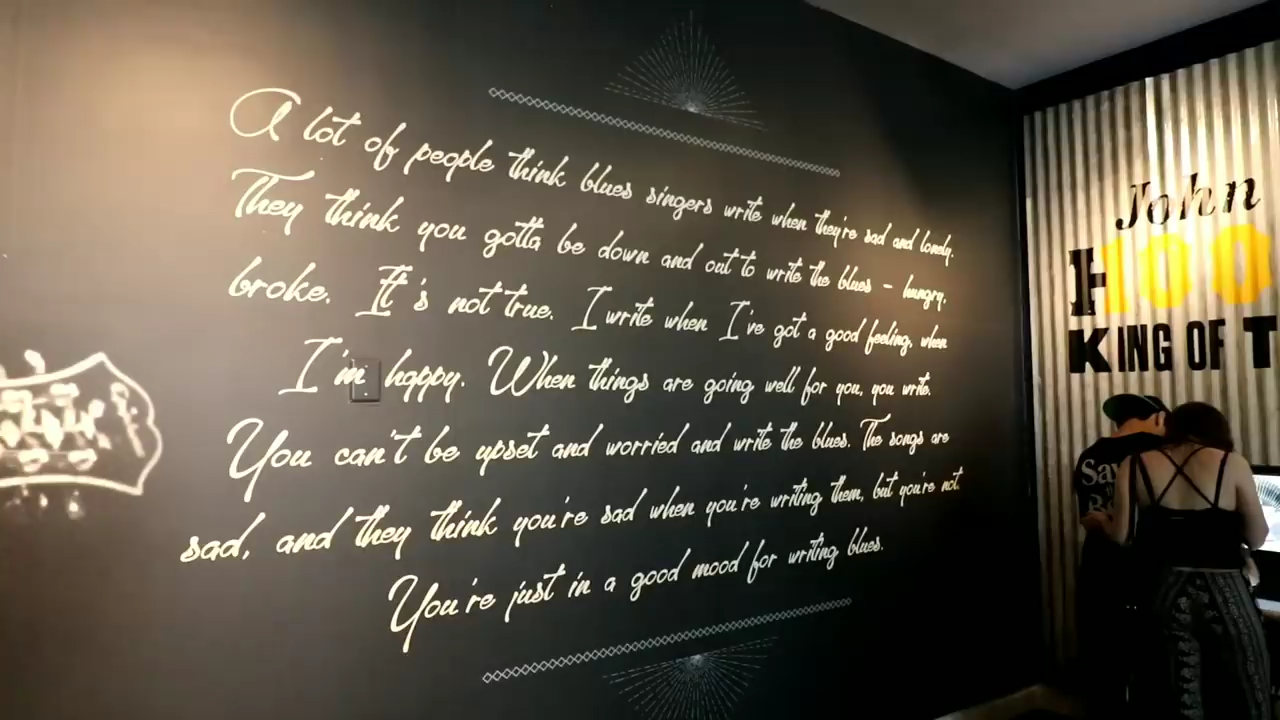 A lot of people think blues singers write when they're sad and lonely.
They think you gotta be down and out to write the blues – hungry,
broke. It's not true. I write when I've got a good feeling, when
I'm happy. When things are going well for you, you write.
You can't be upset and worried and write the blues. The songs are
sad, and they think you're sad when you're writing them, but you're not.
You're just in a good mood for writing blues.
John
HOO
KING OF T